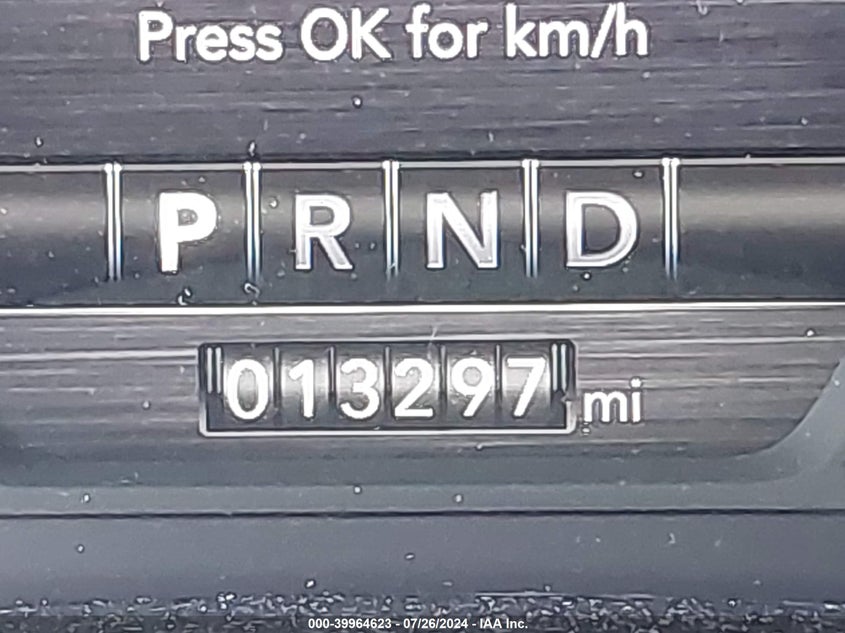 Press OK for km/h
P R N D
013297 mi
000-39964623 - 07/26/2024 - IAA Inc.